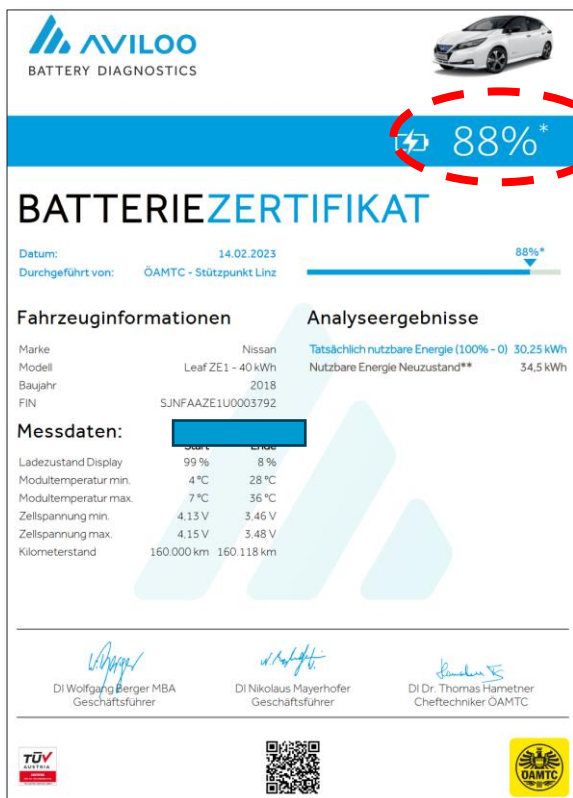 AVILOO
BATTERY DIAGNOSTICS
88%*
BATTERIEZERTIFIKAT
Datum: 14.02.2023
Durchgeführt von: ÖAMTC - Stützpunkt Linz
88%*
Fahrzeuginformationen
Marke Nissan
Modell Leaf ZE1 - 40 kWh
Baujahr 2018
FIN SJNFAAZE1U0003792
Analyseergebnisse
Tatsächlich nutzbare Energie (100% - 0) 30,25 kWh
Nutzbare Energie Neuzustand** 34,5 kWh
Messdaten:
Start Ende
Ladezustand Display 99 % 8 %
Modultemperatur min. 4 °C 28 °C
Modultemperatur max. 7 °C 36 °C
Zellspannung min. 4,13 V 3,46 V
Zellspannung max. 4,15 V 3,48 V
Kilometerstand 160.000 km 160.118 km
DI Wolfgang Berger MBA
Geschäftsführer
DI Nikolaus Mayerhofer
Geschäftsführer
DI Dr. Thomas Hametner
Cheftechniker ÖAMTC
TÜV
AUSTRIA
ÖAMTC